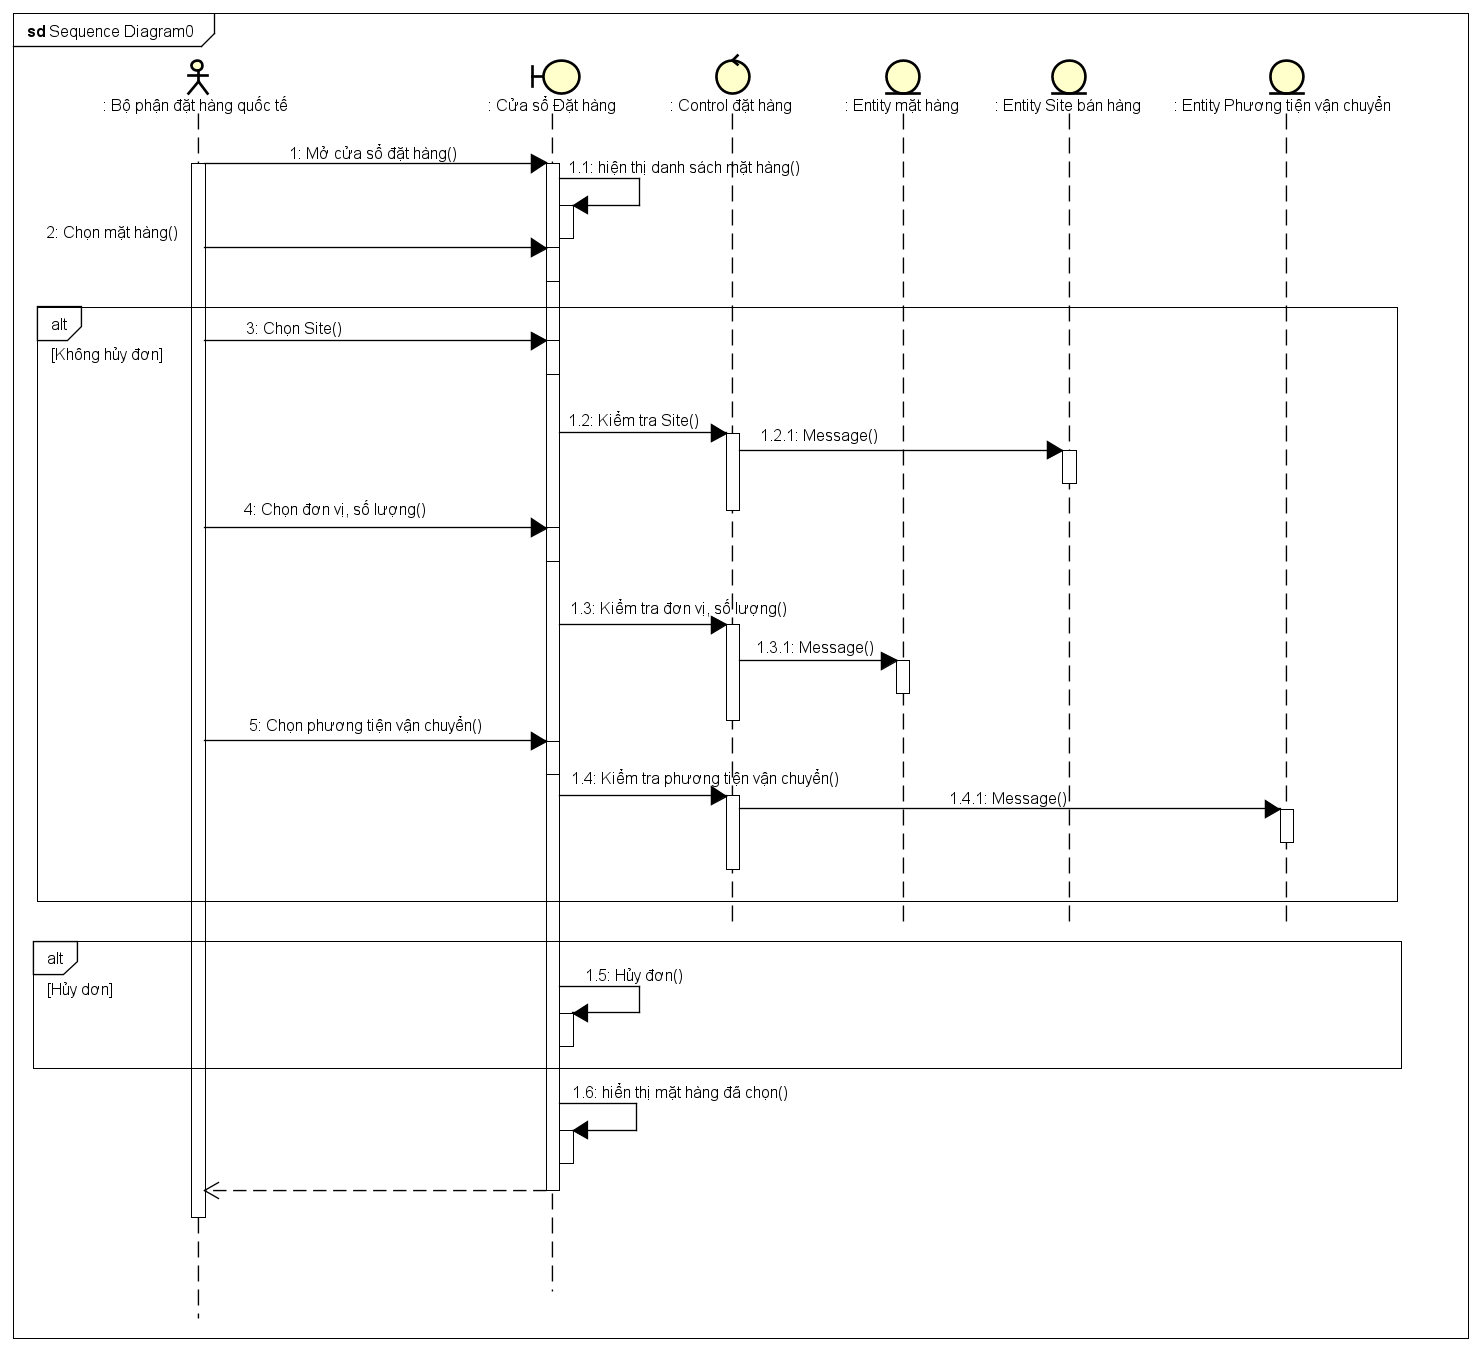 sd Sequence Diagram0
: Bộ phận đặt hàng quốc tế
: Cửa sổ Đặt hàng
: Control đặt hàng
: Entity mặt hàng
: Entity Site bán hàng
: Entity Phương tiện vận chuyển
1: Mở cửa sổ đặt hàng()
1.1: hiện thị danh sách mặt hàng()
2: Chọn mặt hàng()
alt
3: Chọn Site()
[Không hủy đơn]
1.2: Kiểm tra Site()
1.2.1: Message()
4: Chọn đơn vị, số lượng()
1.3: Kiểm tra đơn vị, số lượng()
1.3.1: Message()
5: Chọn phương tiện vận chuyển()
1.4: Kiểm tra phương tiện vận chuyển()
1.4.1: Message()
alt
1.5: Hủy đơn()
[Hủy dơn]
1.6: hiển thị mặt hàng đã chọn()